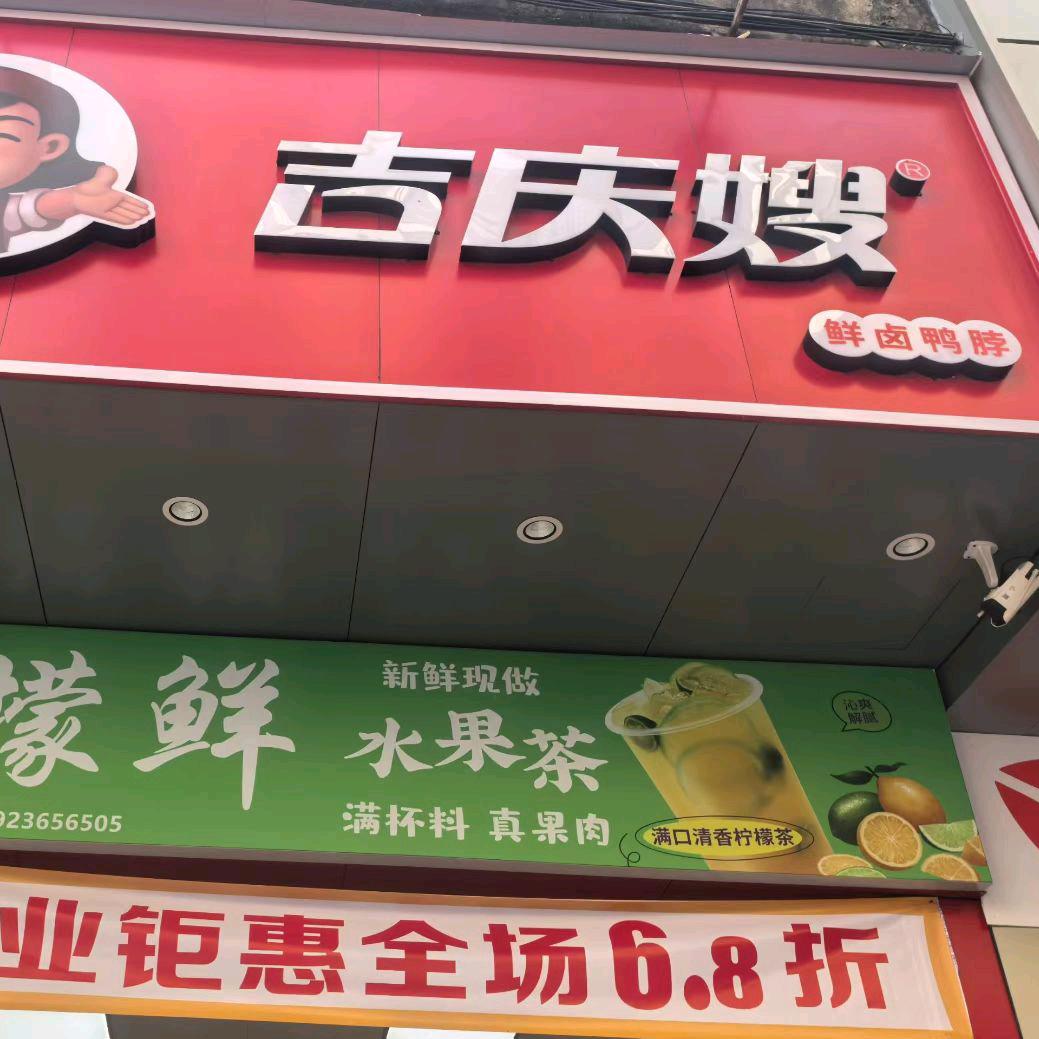 吉庆嫂®
鲜卤鸭脖
檬鲜
923656505
新鲜现做
水果茶
满杯料 真果肉
沁爽
解腻
满口清香柠檬茶
业钜惠全场6.8折